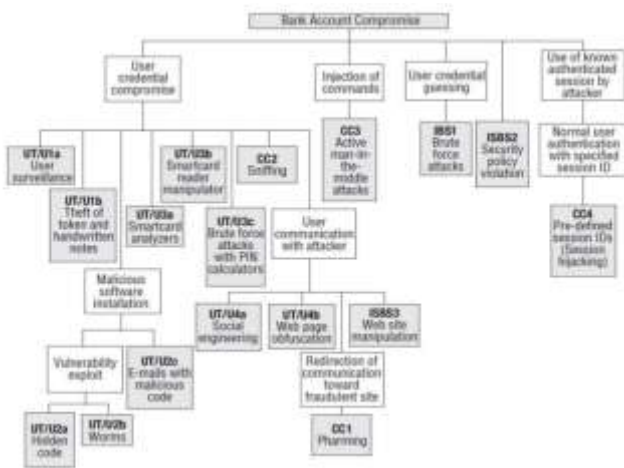 Bank Account Compromise
User
credential
compromise
Injection of
commands
User credential
guessing
Use of known
authenticated
session by
attacker
UT/U1a
User
surveillance
UT/U1b
Theft of
token and
handwritten
notes
UT/U3a
Smartcard
analyzers
UT/U3b
Smartcard
reader
manipulator
UT/U3c
Brute force
attacks
with PIN
calculators
CC2
Sniffing
CC3
Active
man-in-
the-middle
attacks
IBS1
Brute
force
attacks
ISBS2
Security
policy
violation
Normal user
authentication
with specified
session ID
CC4
Pre-defined
session IDs
(Session
hijacking)
User
communication
with attacker
Malicious
software
installation
UT/U4a
Social
engineering
UT/U4b
Web page
obfuscation
ISBS3
Web site
manipulation
Vulnerability
exploit
UT/U2c
E-mails with
malicious
code
Redirection of
communication
toward
fraudulent site
UT/U2a
Hidden
code
UT/U2b
Worms
CC1
Pharming